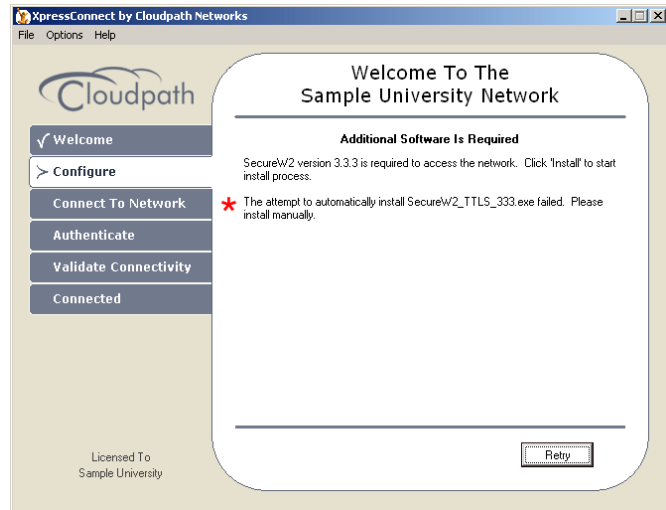 XpressConnect by Cloudpath Networks
File Options Help
Cloudpath
Welcome
Configure
Connect To Network
Authenticate
Validate Connectivity
Connected
Licensed To
Sample University
Welcome To The
Sample University Network
Additional Software Is Required
SecureW2 version 3.3.3 is required to access the network. Click 'Install' to start
install process.
* The attempt to automatically install SecureW2_TTLS_333.exe failed. Please
install manually.
Retry